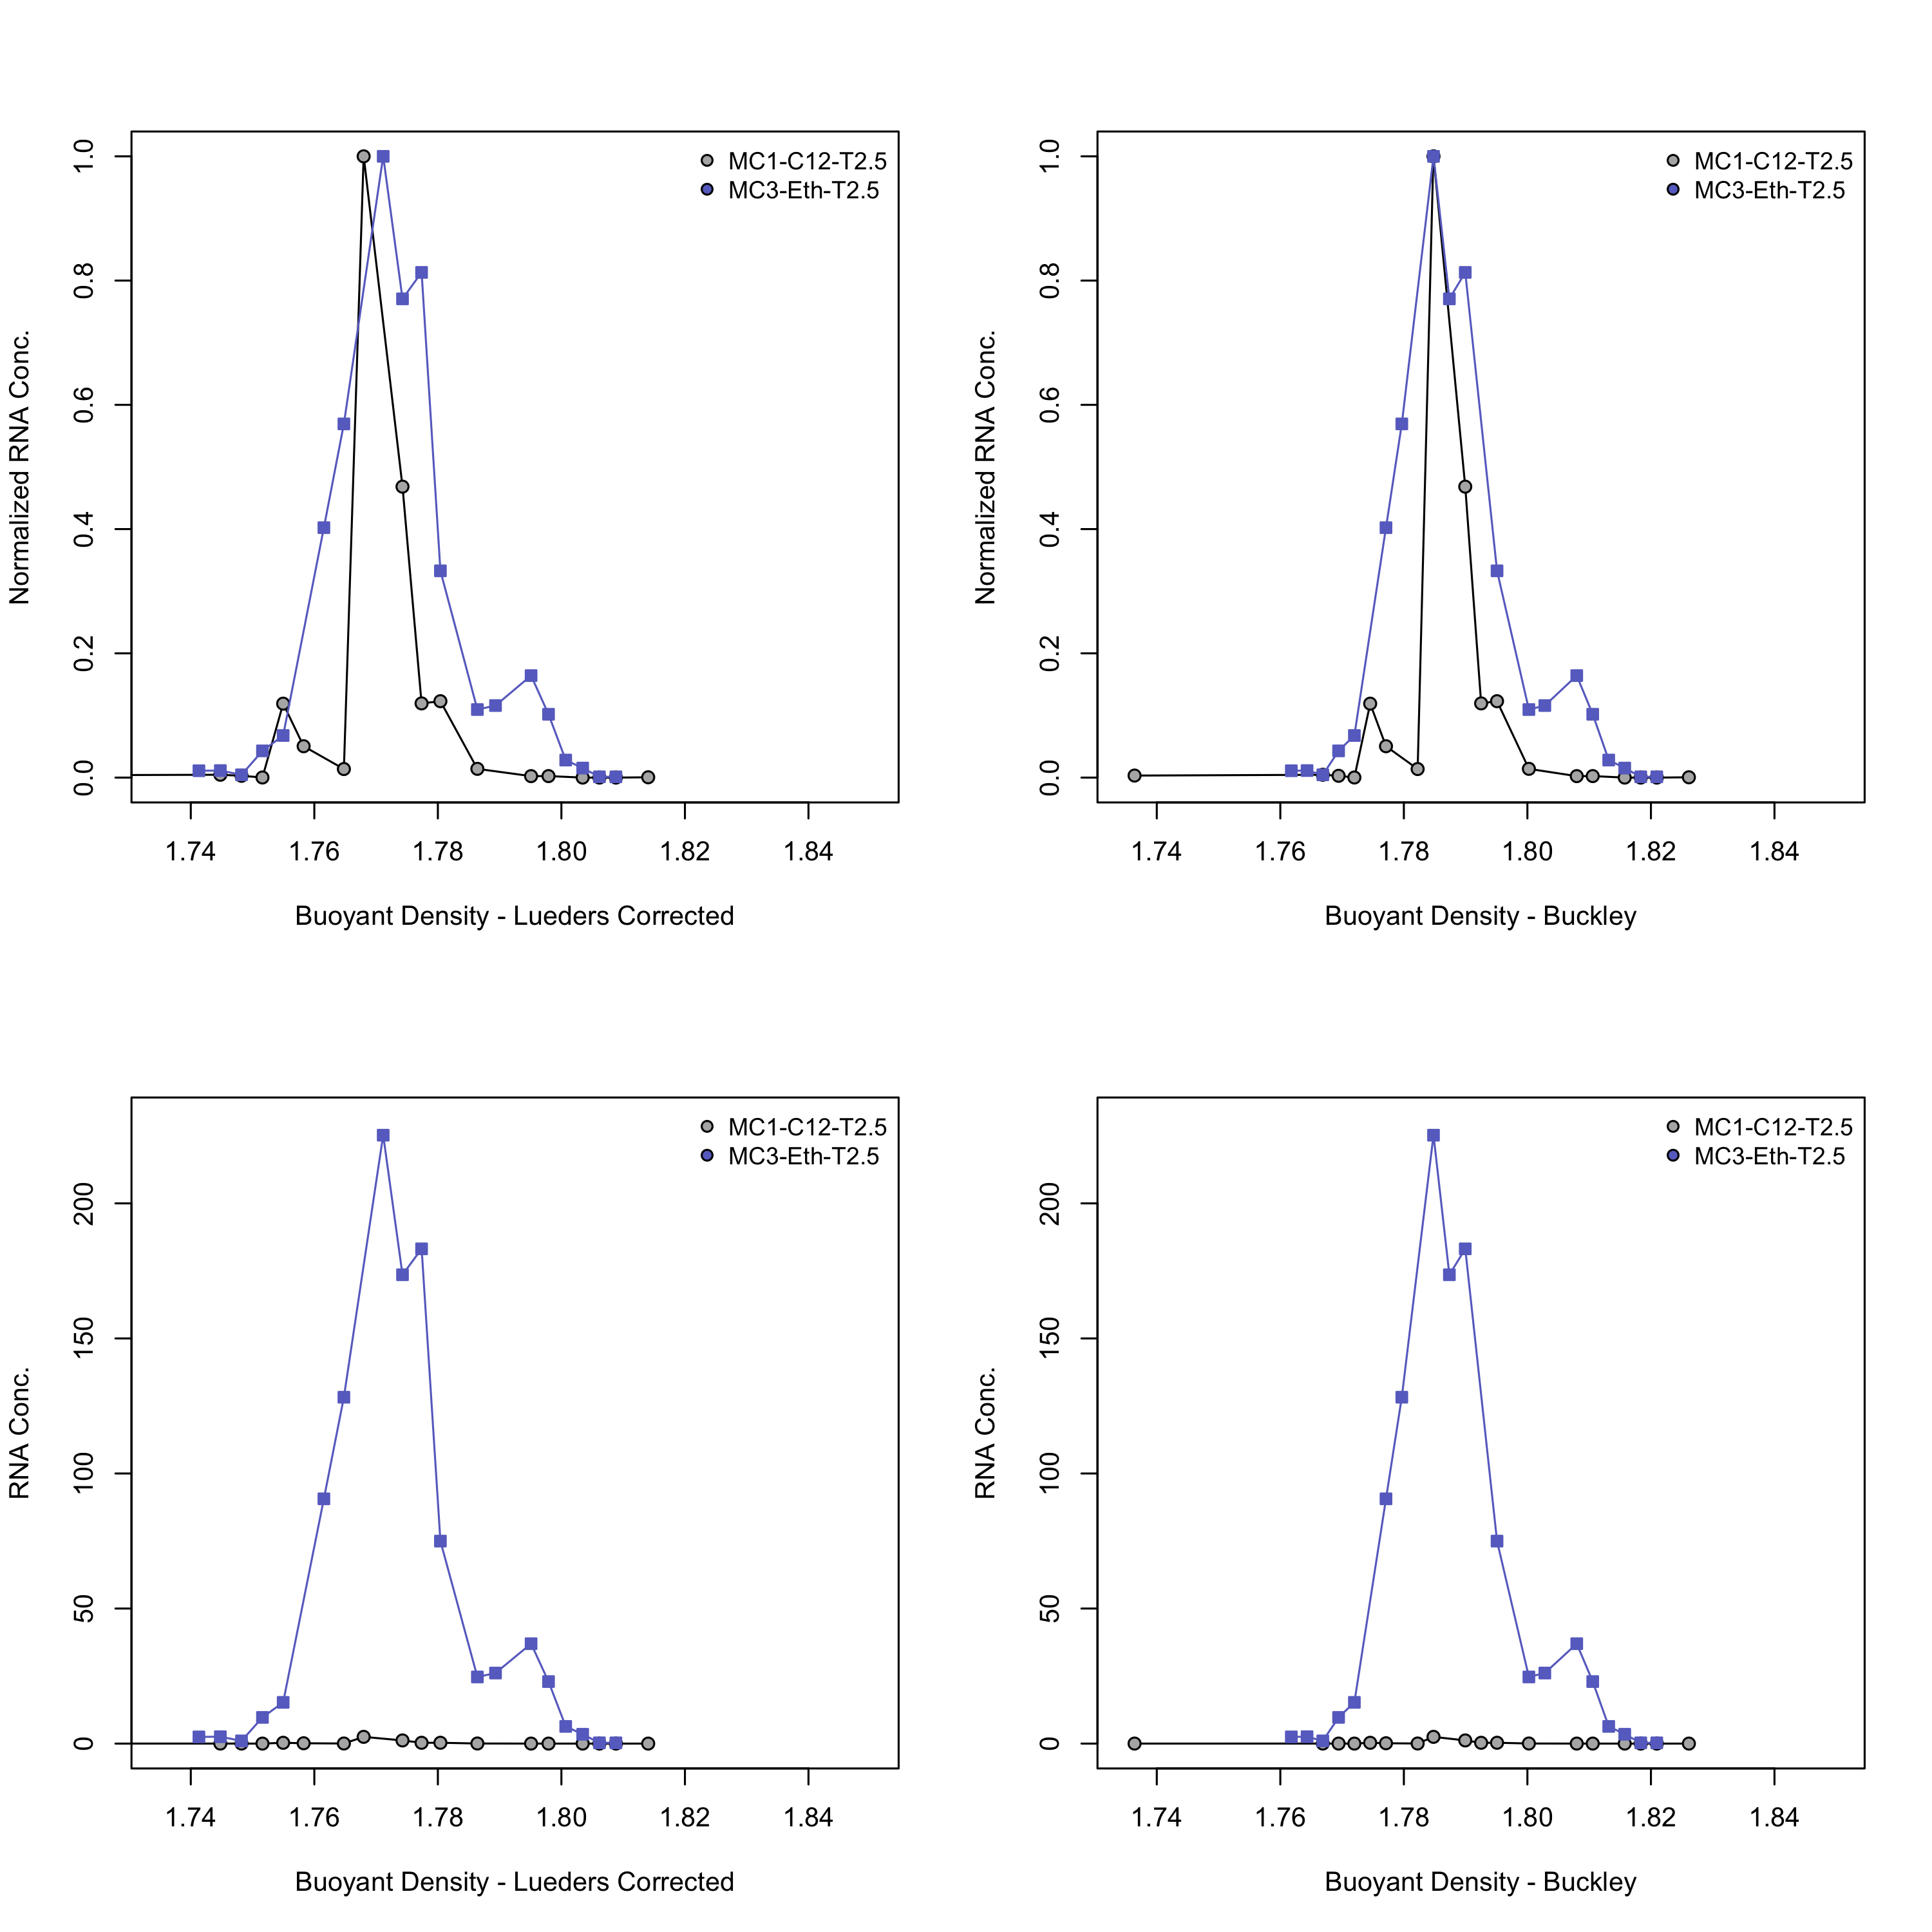 MC1-C12-T2.5
MC3-Eth-T2.5
Normalized RNA Conc.
1.0
0.8
0.6
0.4
0.2
0.0
1.74 1.76 1.78 1.80 1.82 1.84
Buoyant Density - Lueders Corrected
MC1-C12-T2.5
MC3-Eth-T2.5
Normalized RNA Conc.
1.0
0.8
0.6
0.4
0.2
0.0
1.74 1.76 1.78 1.80 1.82 1.84
Buoyant Density - Buckley
MC1-C12-T2.5
MC3-Eth-T2.5
RNA Conc.
200
150
100
50
0
1.74 1.76 1.78 1.80 1.82 1.84
Buoyant Density - Lueders Corrected
MC1-C12-T2.5
MC3-Eth-T2.5
RNA Conc.
200
150
100
50
0
1.74 1.76 1.78 1.80 1.82 1.84
Buoyant Density - Buckley